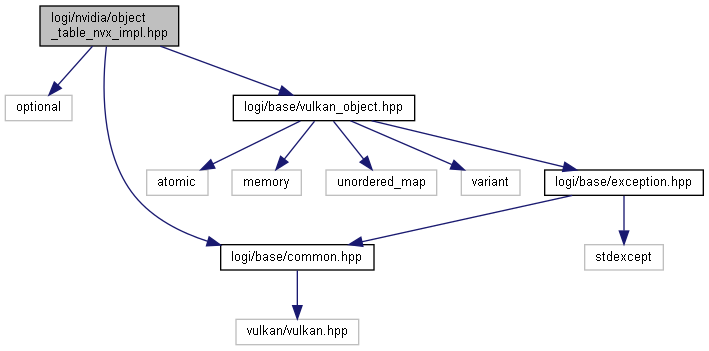 logi/nvidia/object
_table_nvx_impl.hpp
optional
logi/base/vulkan_object.hpp
atomic
memory
unordered_map
variant
logi/base/exception.hpp
logi/base/common.hpp
stdexcept
vulkan/vulkan.hpp